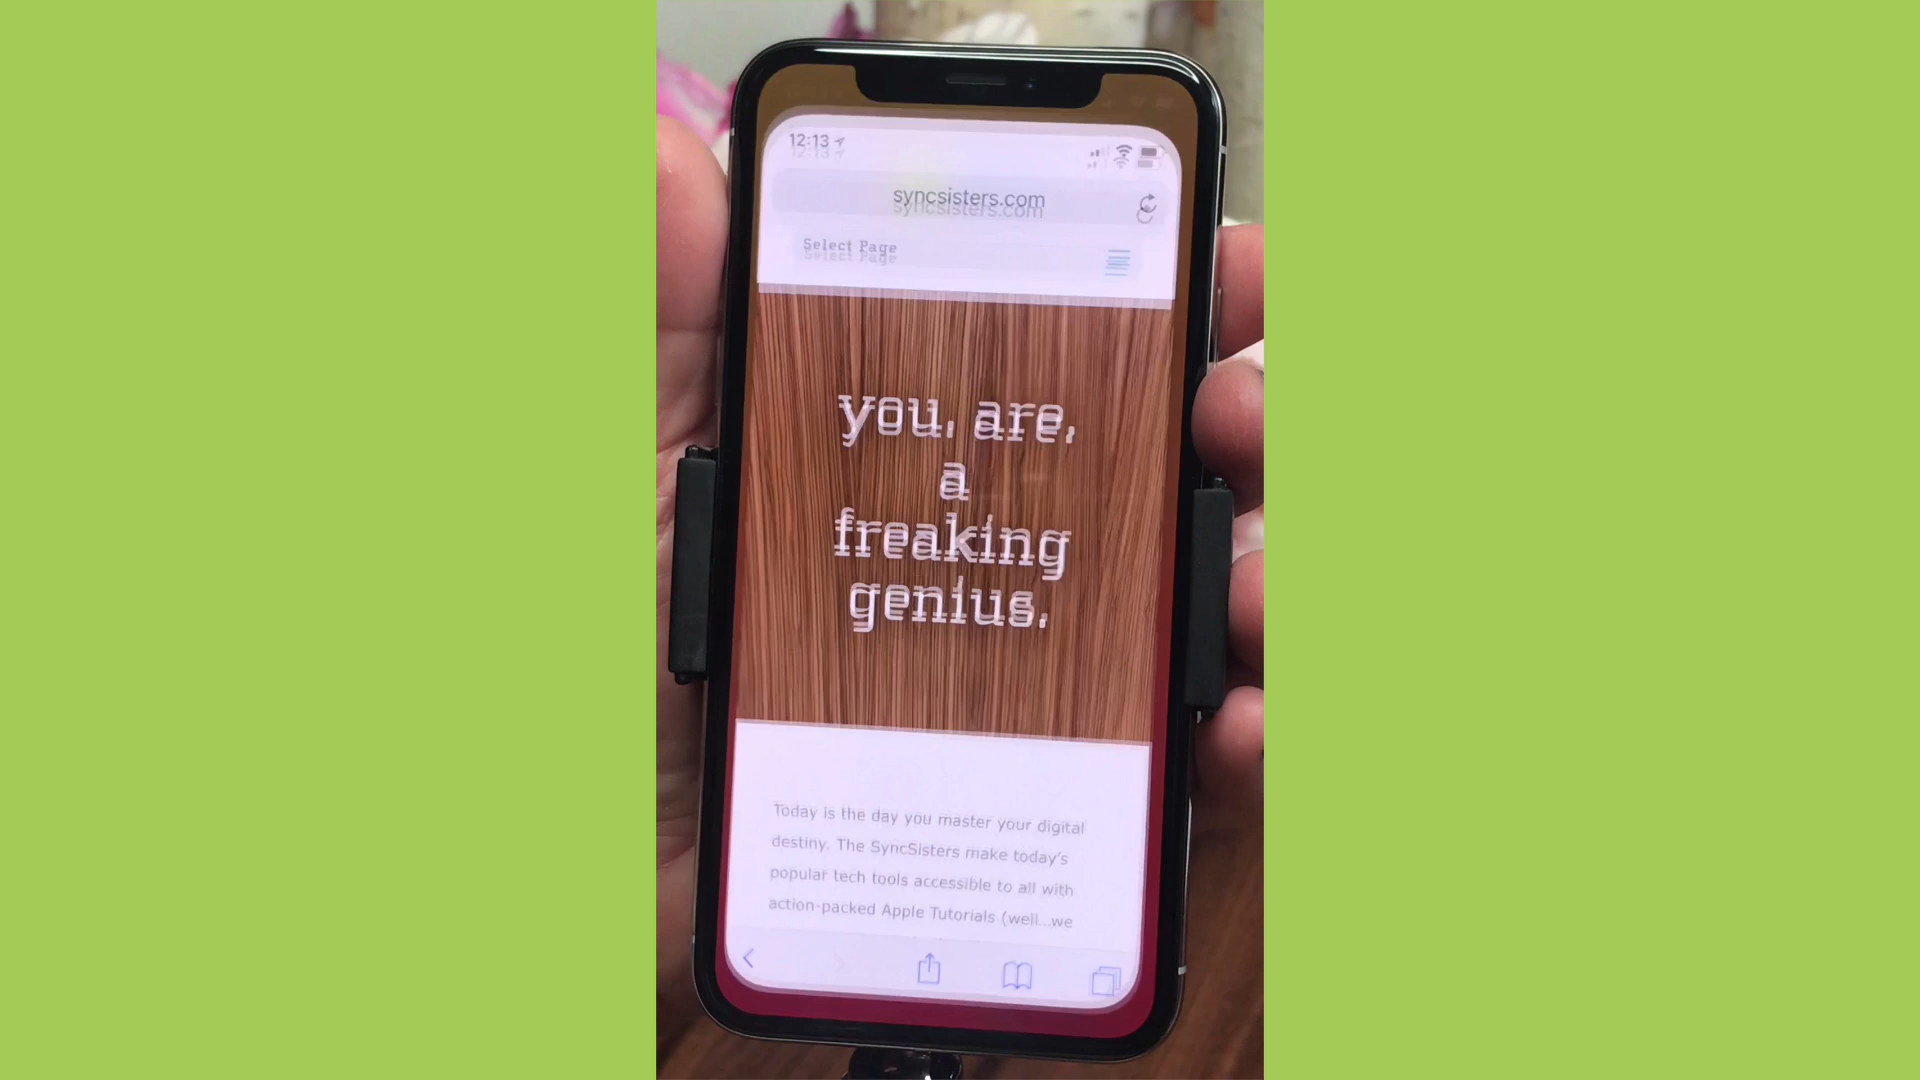 12:13
syncsisters.com
Select Page
you. are.
a
freaking
genius.
Today is the day you master your digital
destiny. The SyncSisters make today's
popular tech tools accessible to all with
action-packed Apple Tutorials (well...we